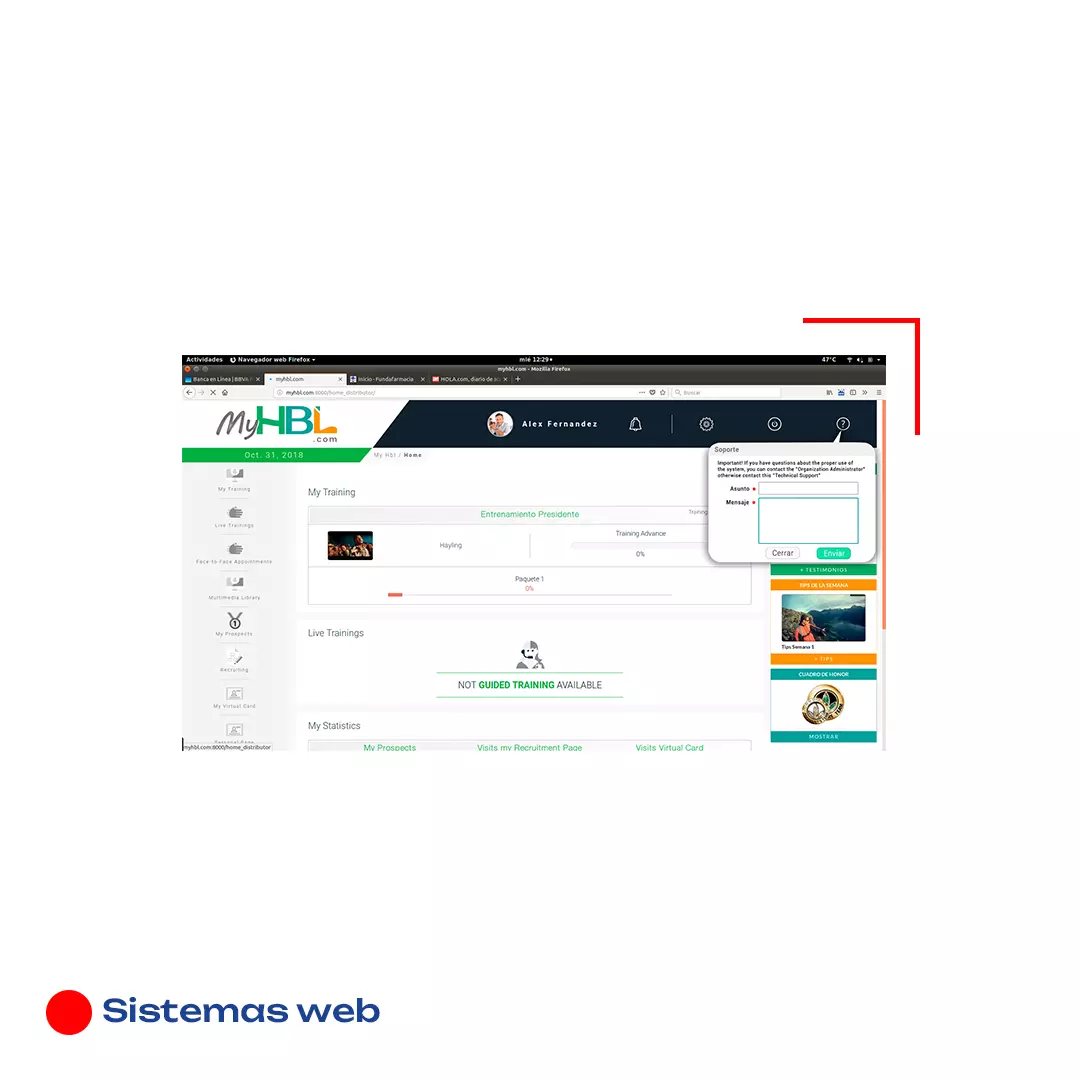 Actividades Navegador web Firefox mié 12:29 47°C
myhbl.com - Mozilla Firefox
Banca en Línea | BBVA myhbl.com Inicio - Fundafarmacia HOLA.com, diario de
myhbl.com:8000/home_distributor/ Buscar
MyHBL
.com
Alex Fernandez
Oct. 31, 2018
My Hbl / Home
Soporte
Important! If you have questions about the proper use of
the system, you can contact the "Organization Administrator"
otherwise contact this "Technical Support"
Asunto
Mensaje
Cerrar Enviar
My Training
Live Trainings
Face-to-Face Appointments
Multimedia Library
My Prospects
Recruiting
My Virtual Card
Personal Page
myhbl.com:8000/home_distributor
My Training
Entrenamiento Presidente Training
Hayling
Training Advance
0%
Paquete 1
0%
Live Trainings
NOT GUIDED TRAINING AVAILABLE
My Statistics
My Prospects Visits my Recruitment Page Visits Virtual Card
+ TESTIMONIOS
TIPS DE LA SEMANA
Tips Semana 1
+ TIPS
CUADRO DE HONOR
MOSTRAR
Sistemas web